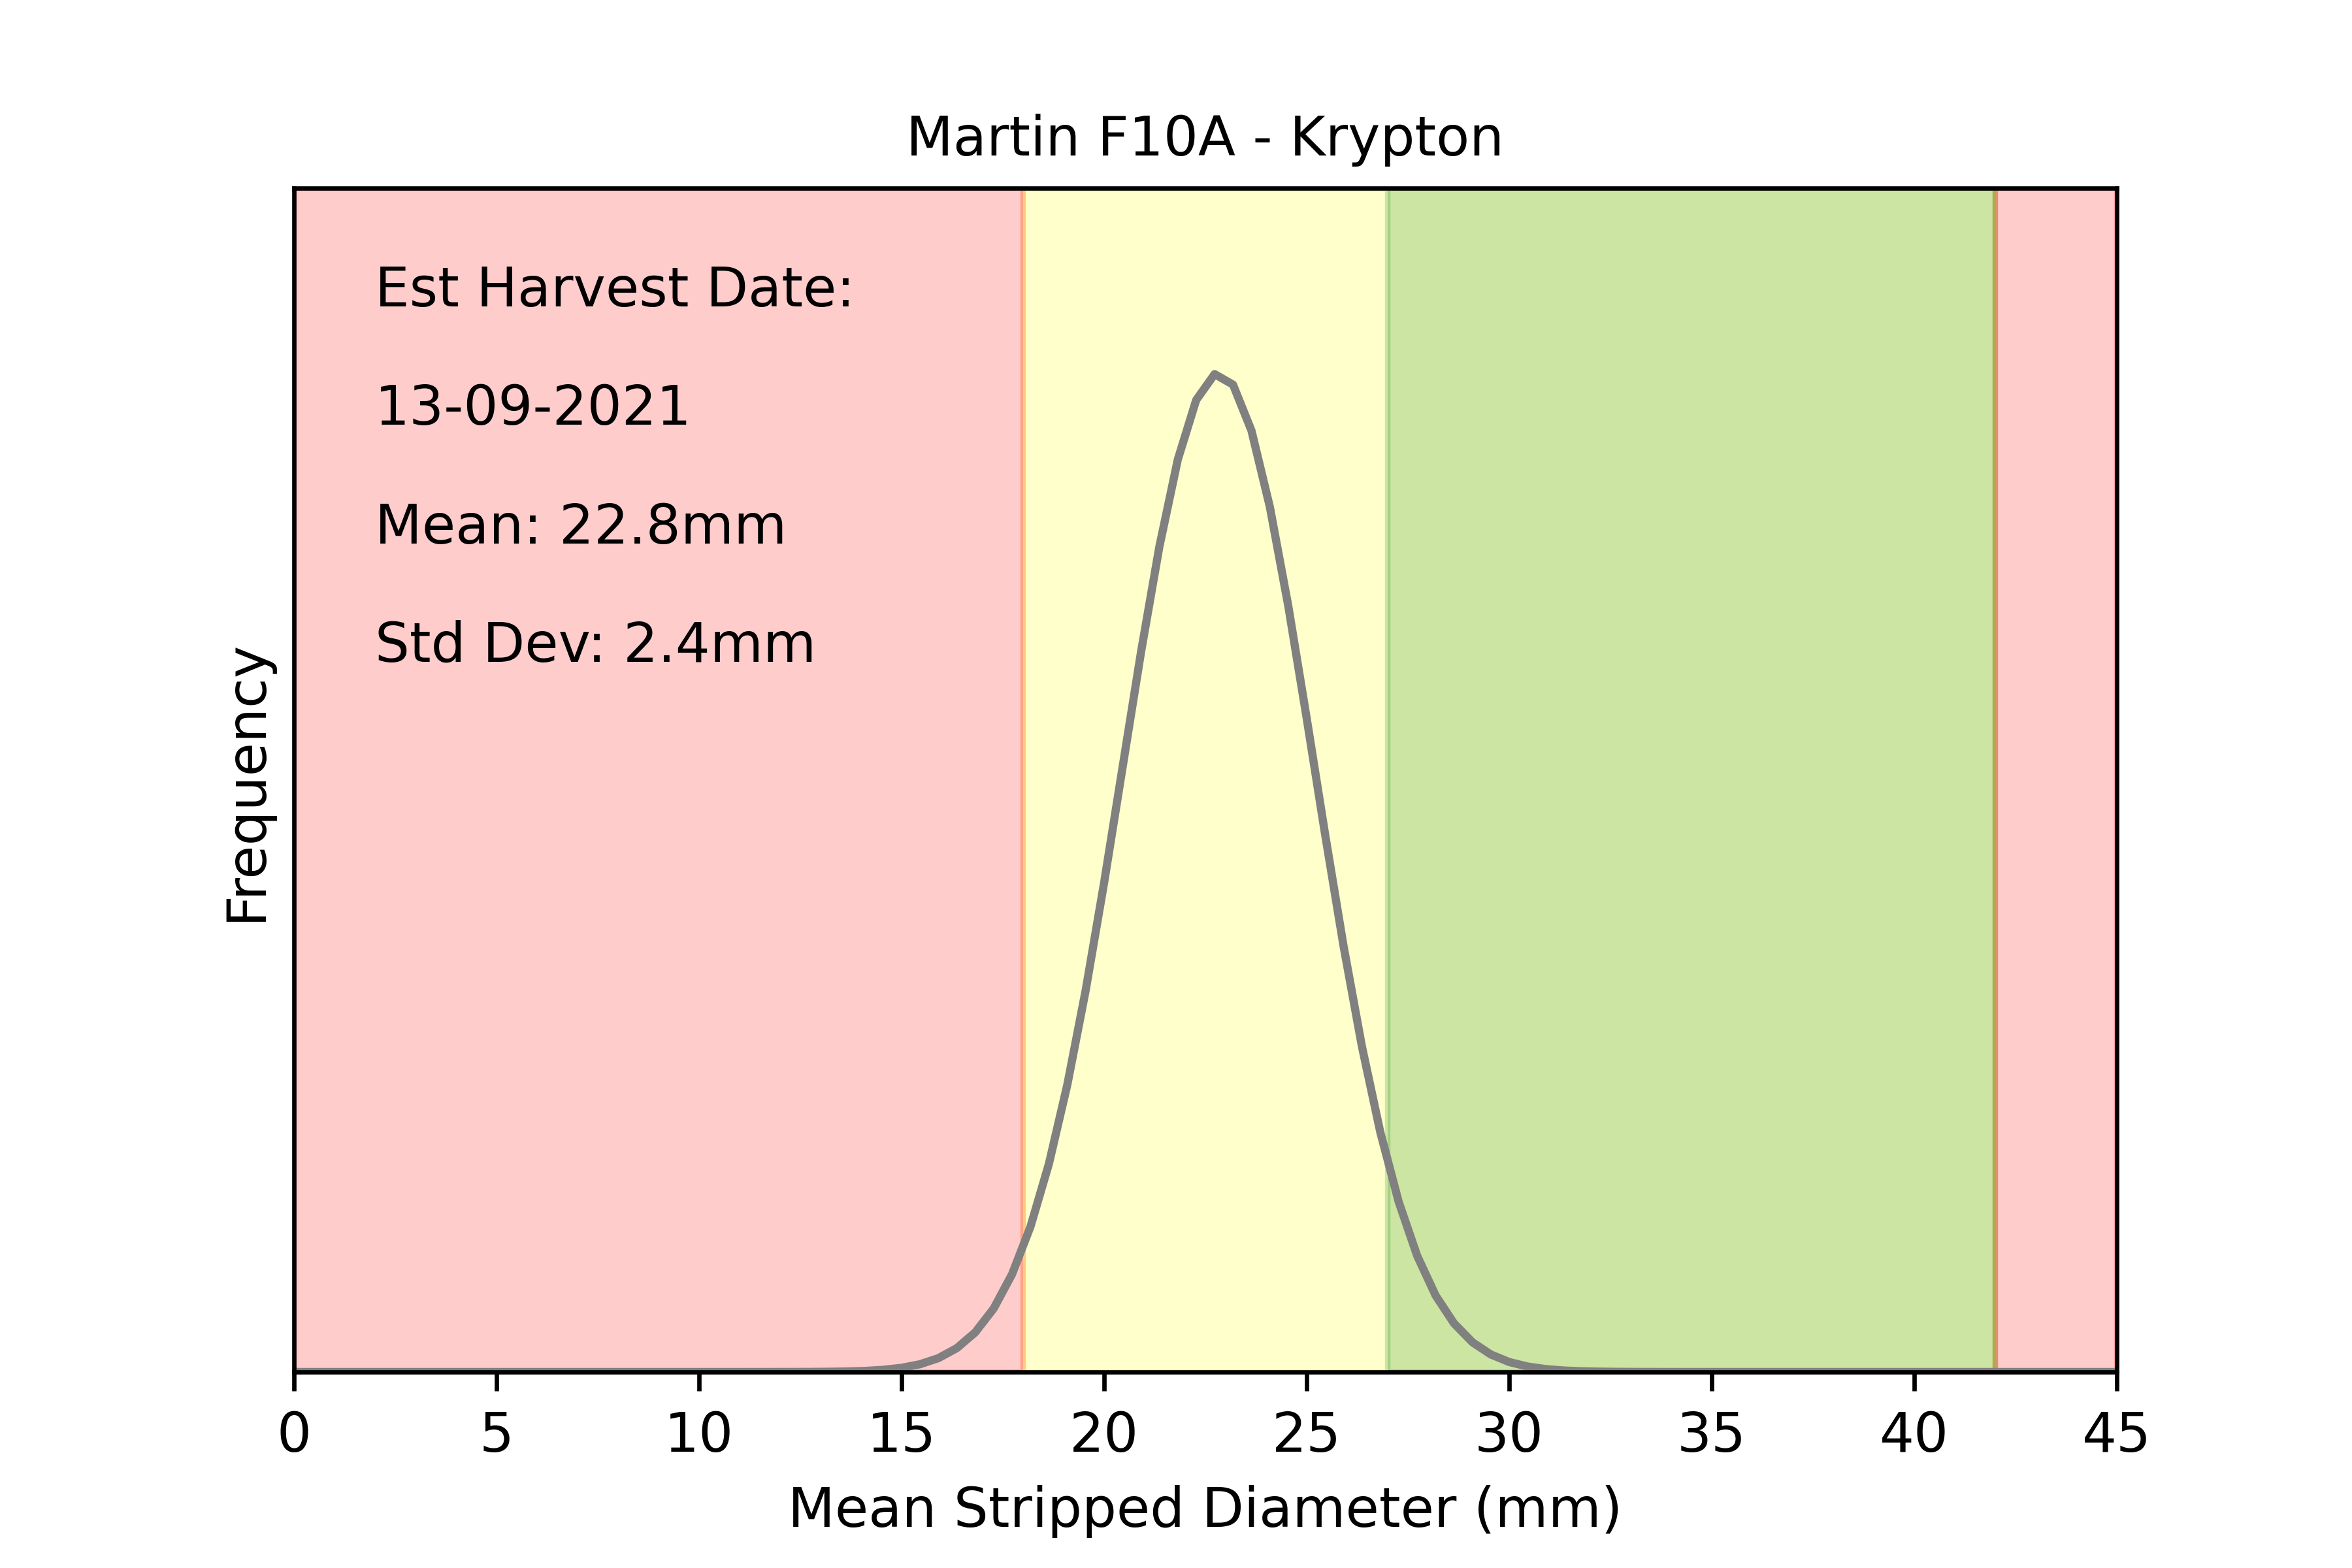 Martin F10A - Krypton
Est Harvest Date:
13-09-2021
Mean: 22.8mm
Std Dev: 2.4mm
Frequency
0 5 10 15 20 25 30 35 40 45
Mean Stripped Diameter (mm)